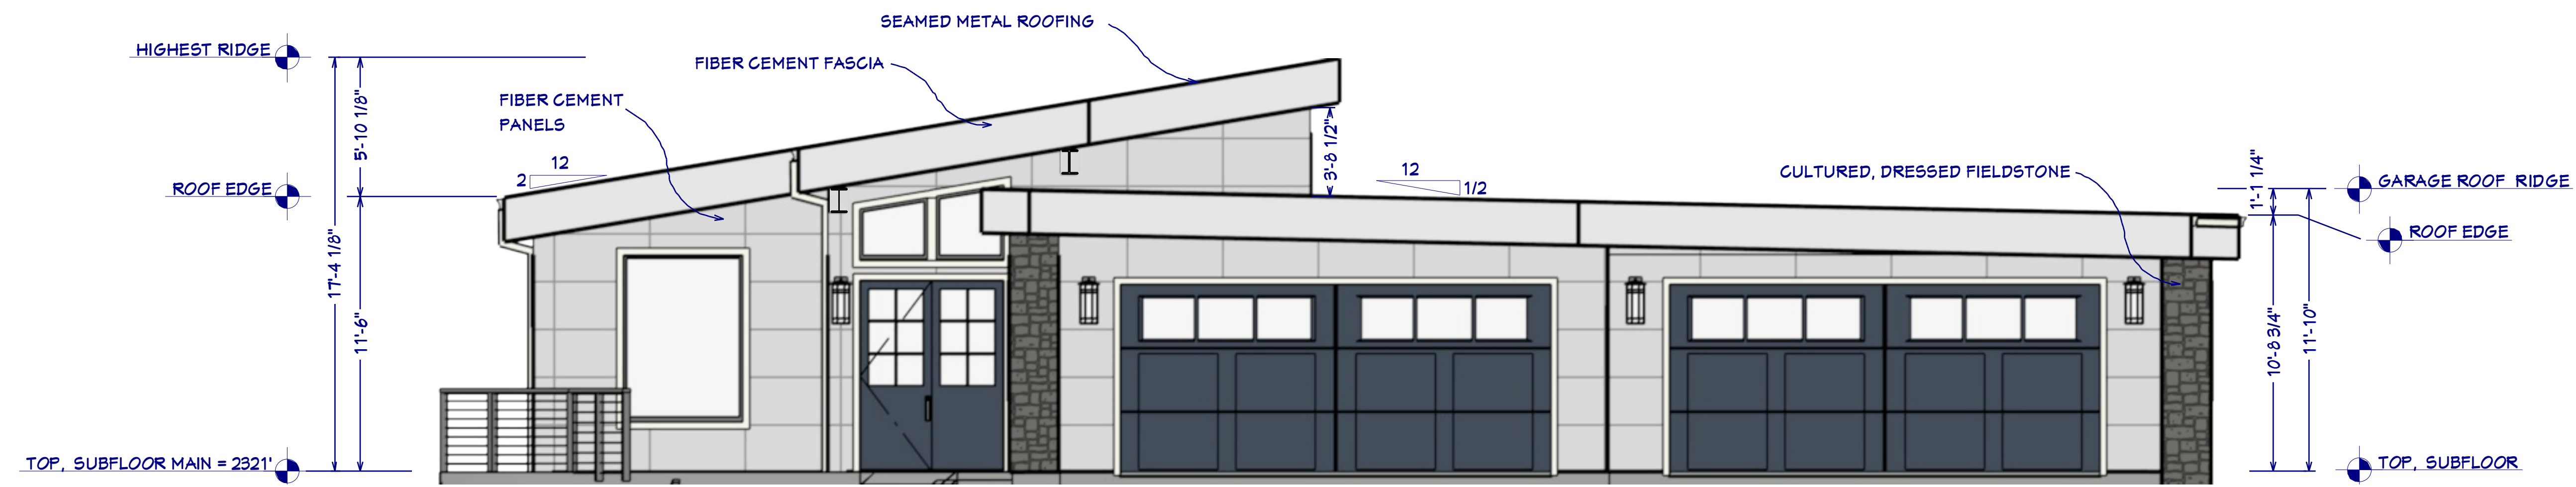 SEAMED METAL ROOFING
HIGHEST RIDGE
FIBER CEMENT FASCIA
FIBER CEMENT
PANELS
5'-10 1/8"
17'-4 1/8"
12
2
ROOF EDGE
11'-6"
TOP, SUBFLOOR MAIN = 2321'
3'-8 1/2"
12
1/2
CULTURED, DRESSED FIELDSTONE
1'-1 1/4"
GARAGE ROOF RIDGE
ROOF EDGE
10'-8 3/4"
11'-10"
TOP, SUBFLOOR